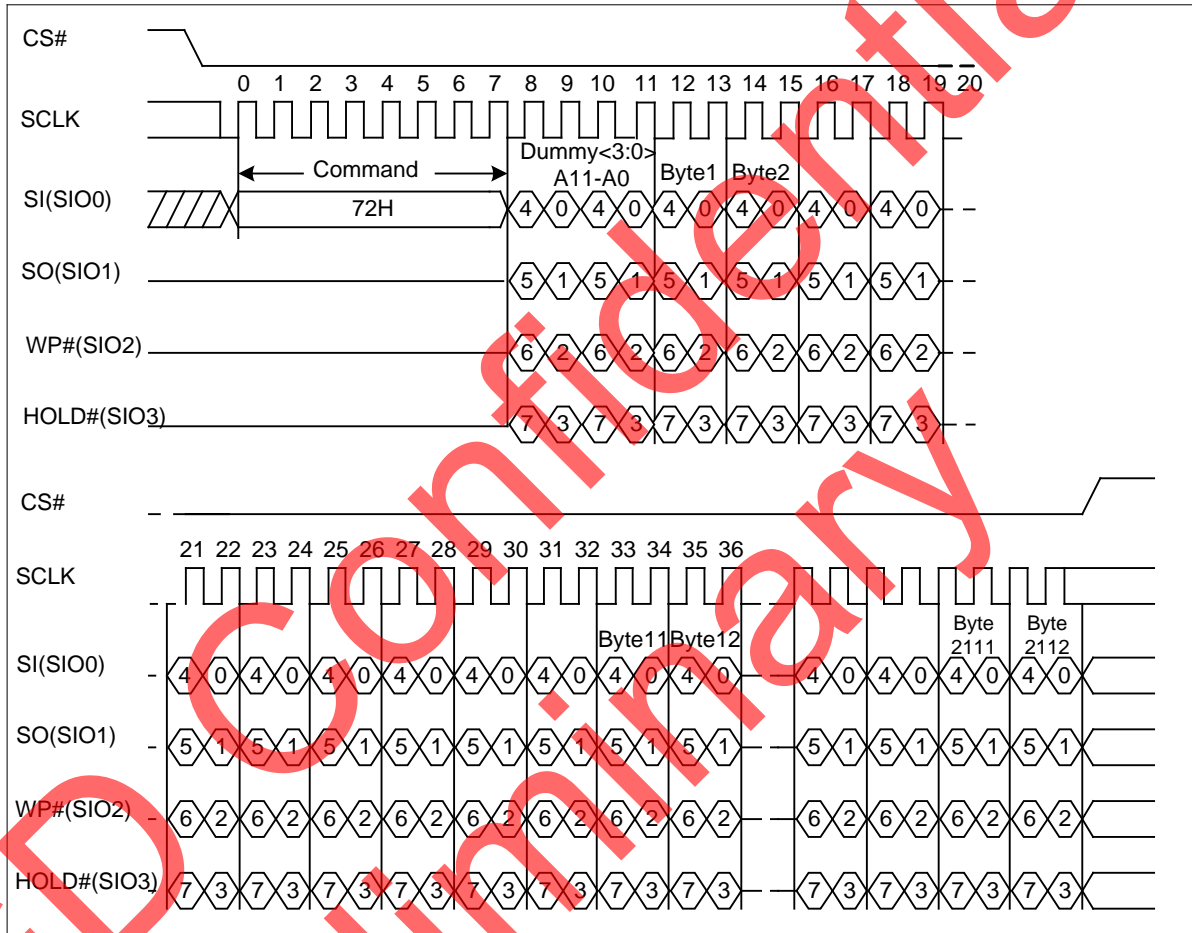 CS#
0 1 2 3 4 5 6 7 8 9 10 11 12 13 14 15 16 17 18 19 20
SCLK
Dummy<3:0>
Command
A11-A0 Byte1 Byte2
SI(SIO0) 72H 4 0 4 0 4 0 4 0 4 0 4 0
SO(SIO1) 5 1 5 1 5 1 5 1 5 1 5 1
WP#(SIO2) 6 2 6 2 6 2 6 2 6 2 6 2
HOLD#(SIO3) 7 3 7 3 7 3 7 3 7 3 7 3
CS#
21 22 23 24 25 26 27 28 29 30 31 32 33 34 35 36
SCLK
Byte11 Byte12 Byte 2111 Byte 2112
SI(SIO0) 4 0 4 0 4 0 4 0 4 0 4 0 4 0 4 0 4 0 4 0 4 0 4 0
SO(SIO1) 5 1 5 1 5 1 5 1 5 1 5 1 5 1 5 1 5 1 5 1 5 1 5 1
WP#(SIO2) 6 2 6 2 6 2 6 2 6 2 6 2 6 2 6 2 6 2 6 2 6 2 6 2
HOLD#(SIO3) 7 3 7 3 7 3 7 3 7 3 7 3 7 3 7 3 7 3 7 3 7 3 7 3